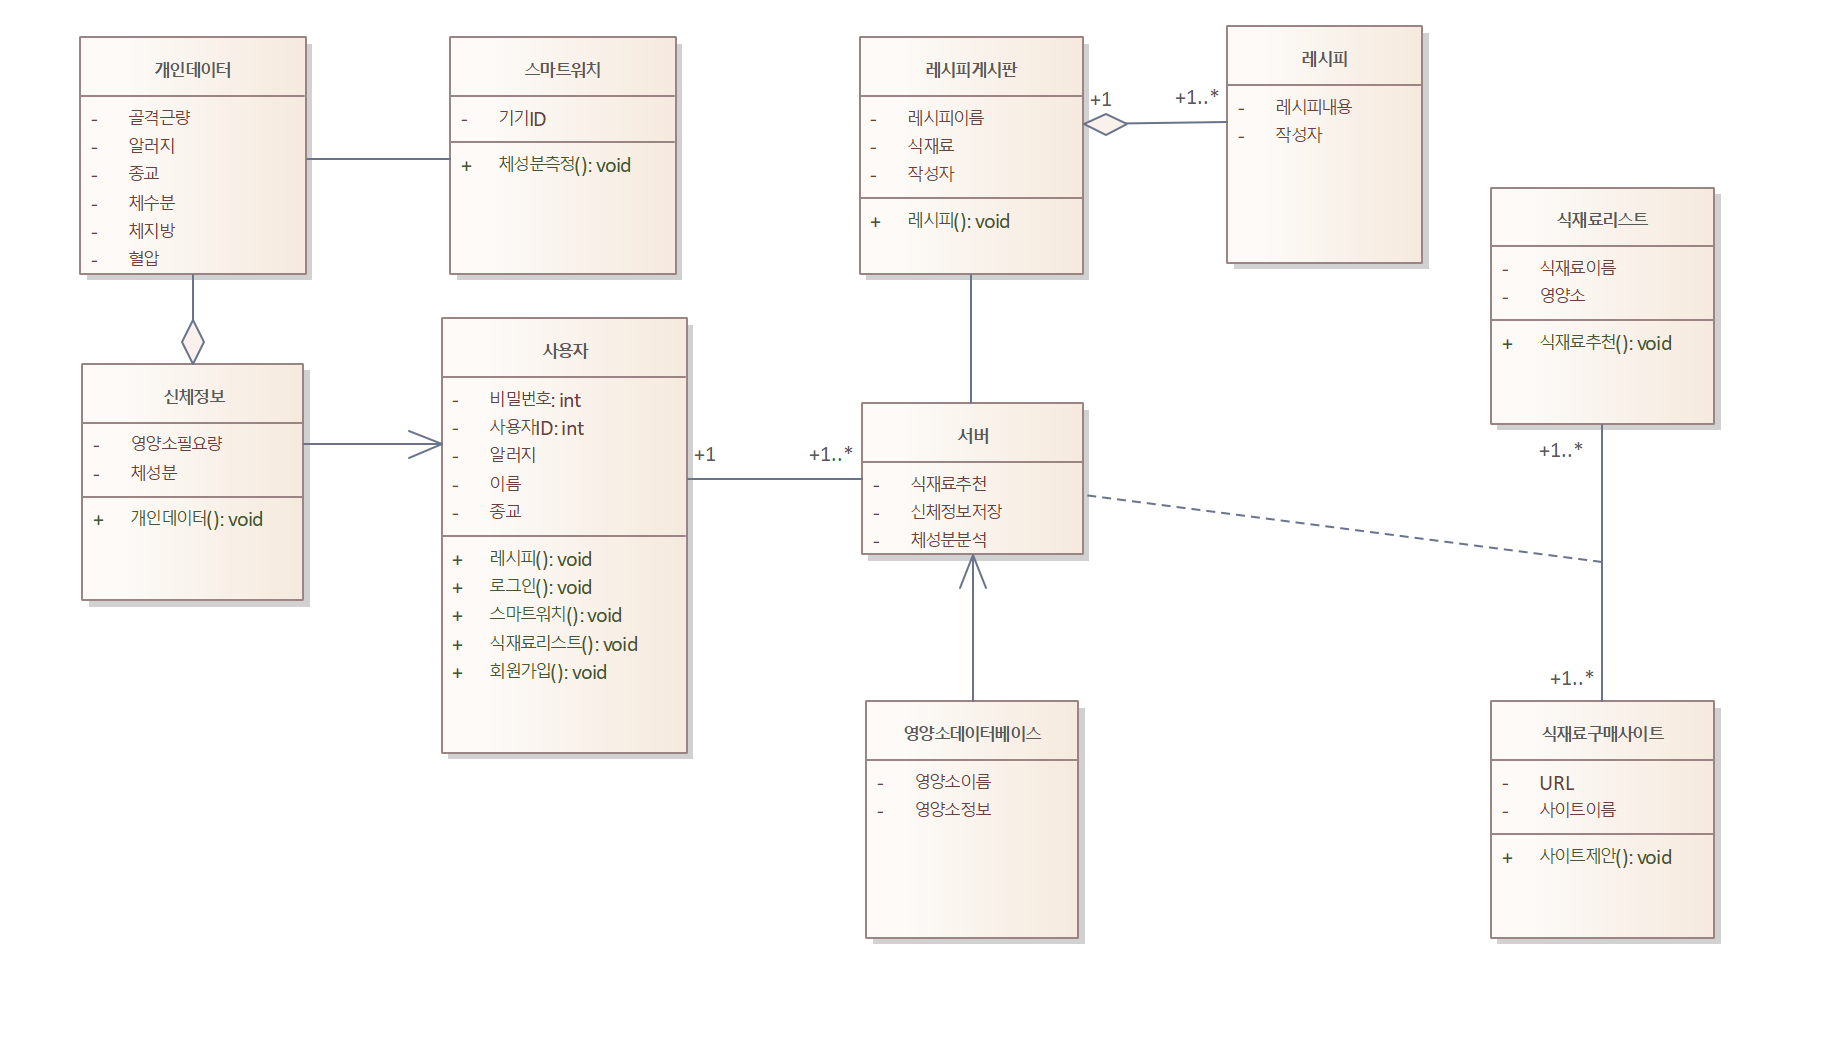 개인데이터
- 골격근량
- 알러지
- 종교
- 체수분
- 체지방
- 혈압
스마트워치
- 기기ID
+ 체성분측정(): void
레시피게시판
- 레시피이름
- 식재료
- 작성자
+ 레시피(): void
+1
+1..*
레시피
- 레시피내용
- 작성자
식재료리스트
- 식재료이름
- 영양소
+ 식재료추천(): void
신체정보
- 영양소필요량
- 체성분
+ 개인데이터(): void
사용자
- 비밀번호: int
- 사용자ID: int
- 알러지
- 이름
- 종교
+ 레시피(): void
+ 로그인(): void
+ 스마트워치(): void
+ 식재료리스트(): void
+ 회원가입(): void
+1
+1..*
서버
- 식재료추천
- 신체정보저장
- 체성분분석
+1..*
+1..*
영양소데이터베이스
- 영양소이름
- 영양소정보
식재료구매사이트
- URL
- 사이트이름
+ 사이트제안(): void